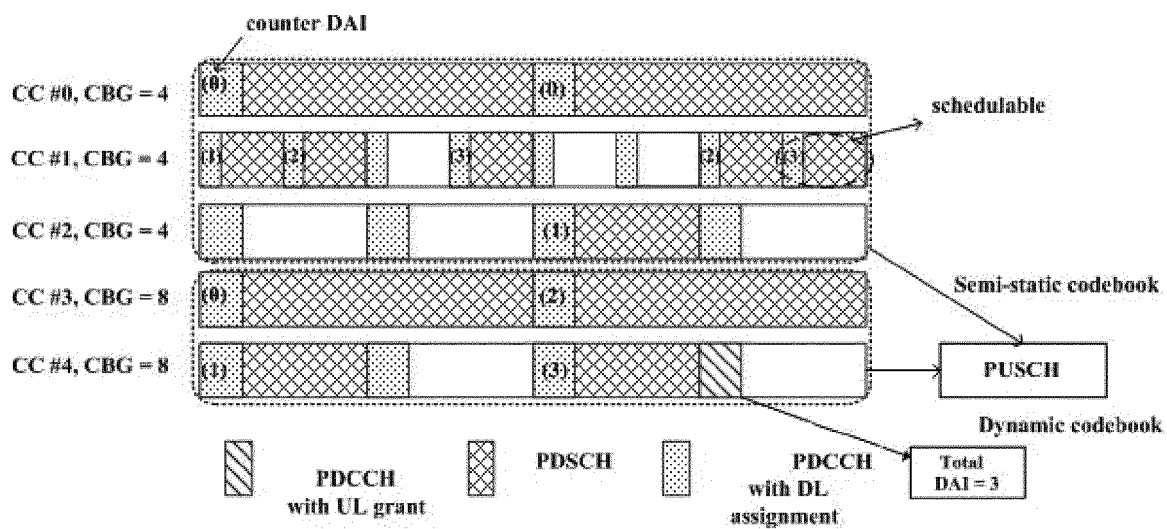 counter DAI
CC #0, CBG = 4
(0)
(0)
schedulable
CC #1, CBG = 4
(1)
(2)
(3)
(2)
(3)
CC #2, CBG = 4
(1)
CC #3, CBG = 8
(0)
(2)
Semi-static codebook
CC #4, CBG = 8
(1)
(3)
PUSCH
Dynamic codebook
PDCCH
with UL grant
PDSCH
PDCCH
with DL
assignment
Total
DAI = 3